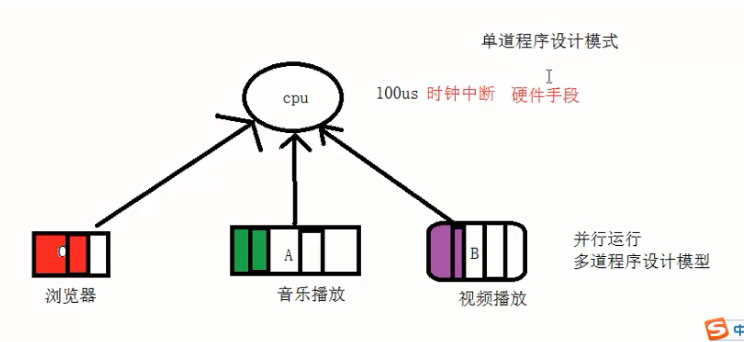 单道程序设计模式
cpu
100us 时钟中断 硬件手段
A
B
并行运行
多道程序设计模型
浏览器
音乐播放
视频播放
S 中